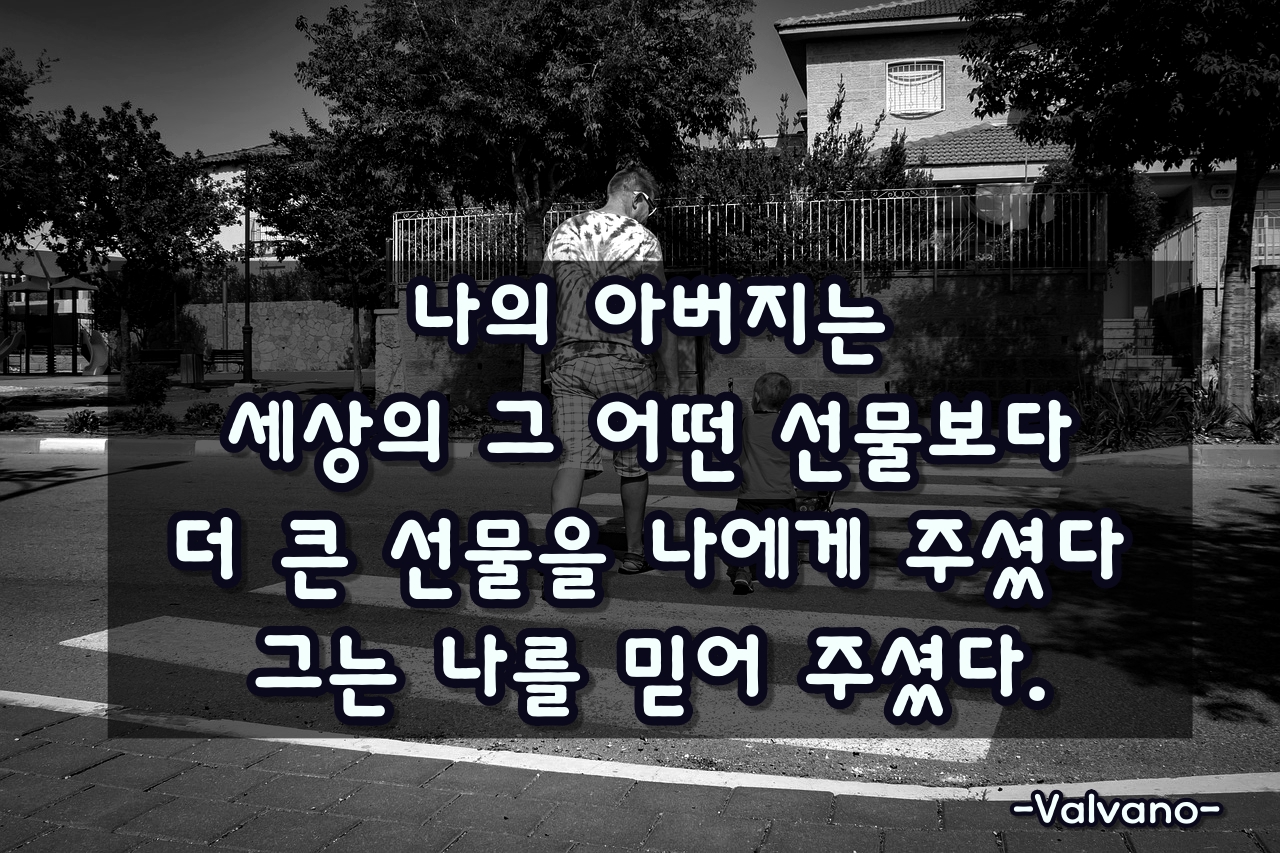 나의 아버지는
세상의 그 어떤 선물보다
더 큰 선물을 나에게 주셨다
그는 나를 믿어 주셨다.
-Valvano-